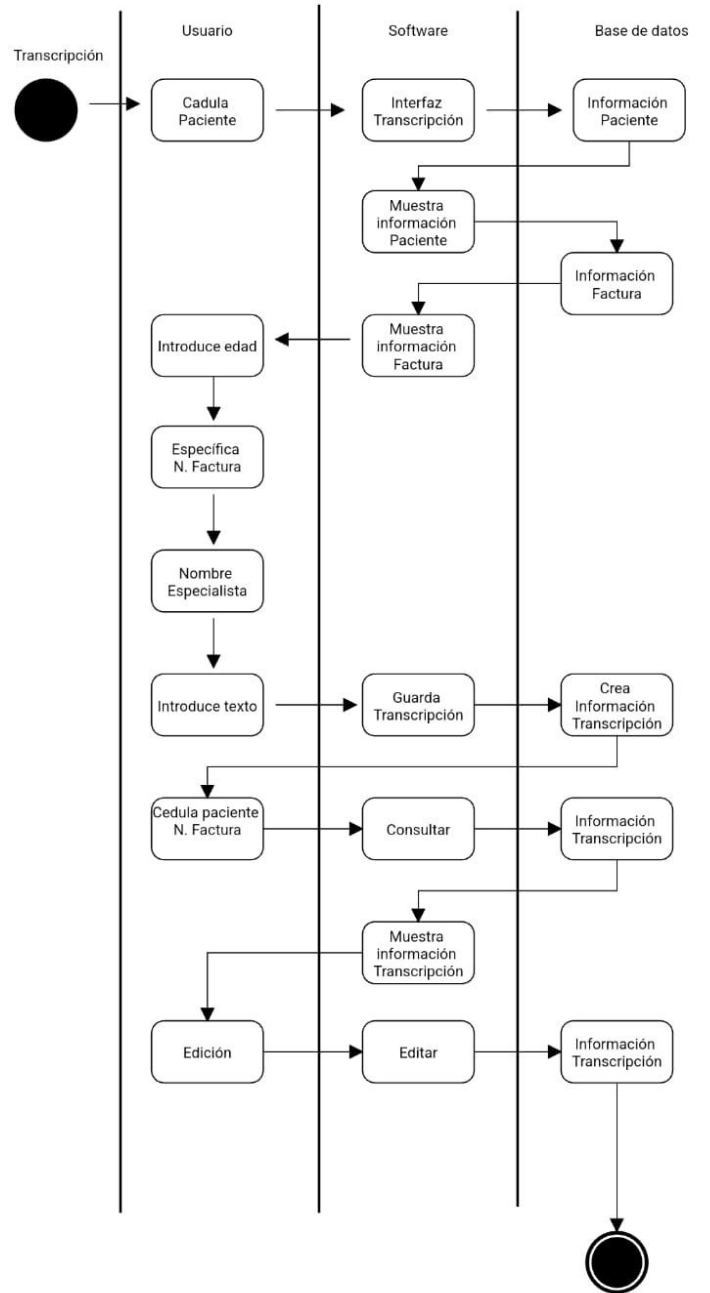 Usuario
Software
Base de datos
Transcripción
Cadula
Paciente
Interfaz
Transcripción
Información
Paciente
Muestra
información
Paciente
Información
Factura
Introduce edad
Muestra
información
Factura
Específica
N. Factura
Nombre
Especialista
Introduce texto
Guarda
Transcripción
Crea
Información
Transcripción
Cedula paciente
N. Factura
Consultar
Información
Transcripción
Muestra
información
Transcripción
Edición
Editar
Información
Transcripción